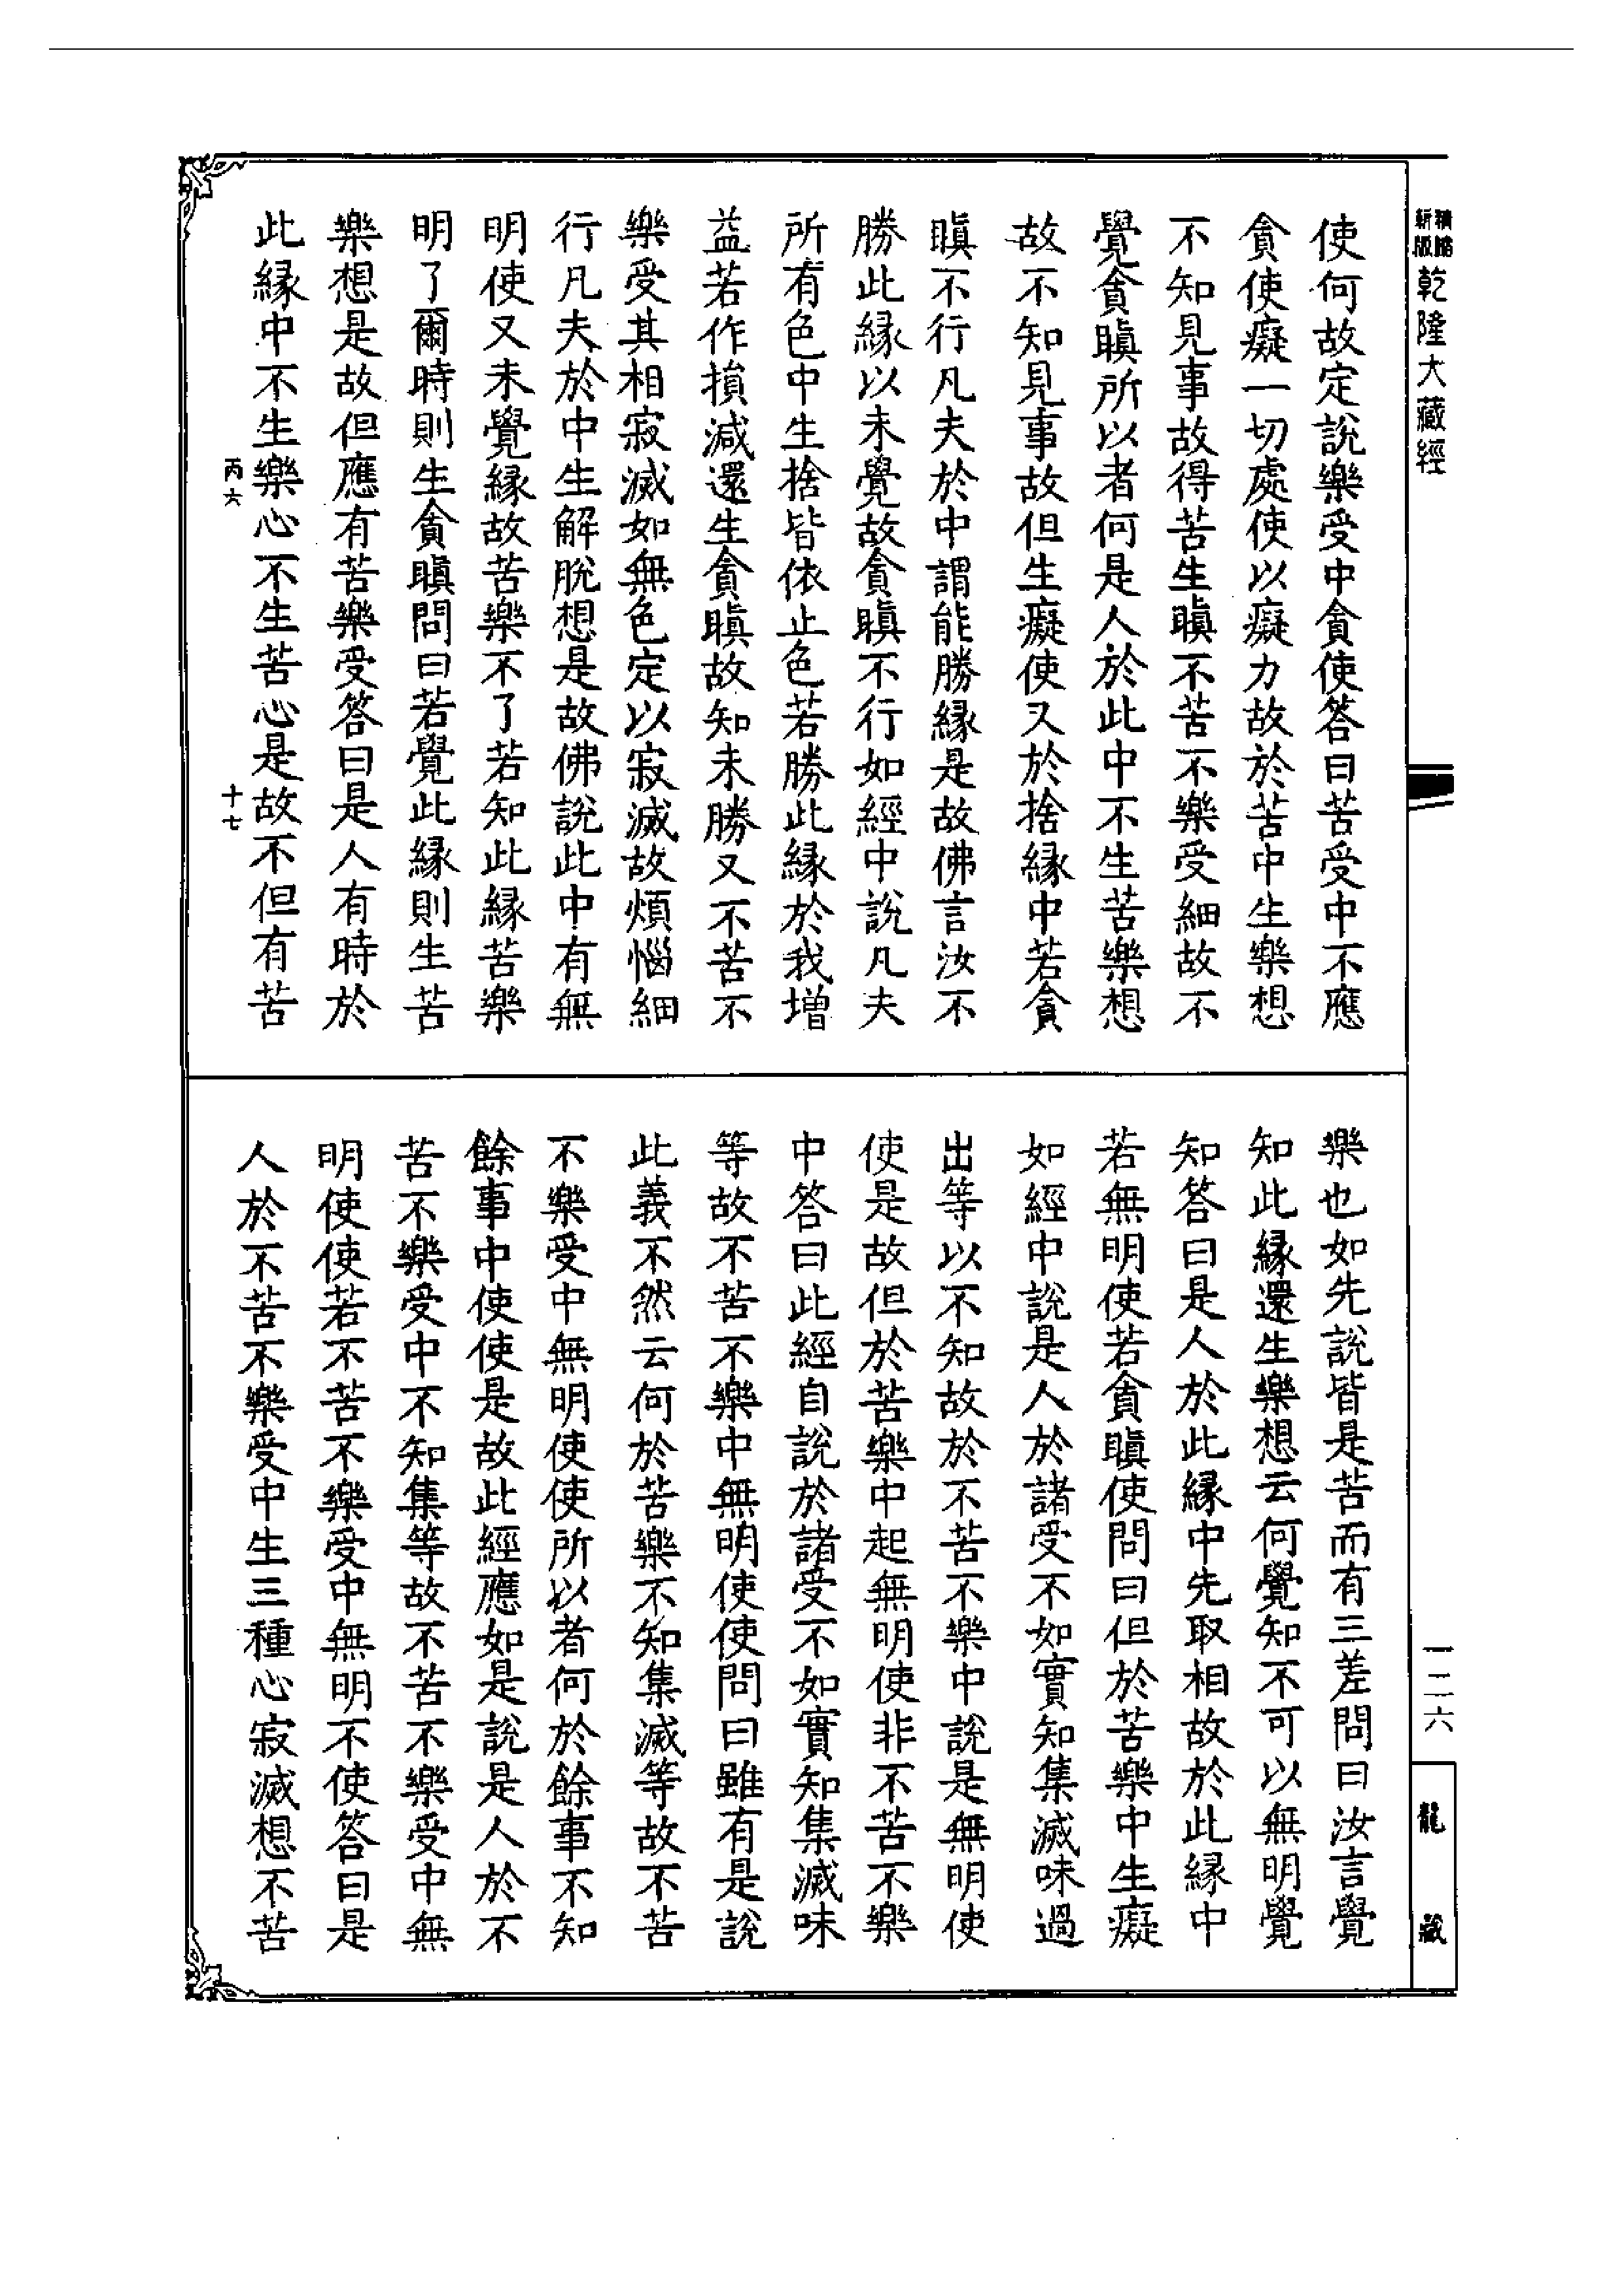 精縮
新版
乾隆大藏經
使何故定說樂受中貪使答曰苦受中不應
貪使癡一切處使以癡力故於苦中生樂想
不知見事故得苦生瞋不苦不樂受細故不
覺貪瞋所以者何是人於此中不生苦樂想
故不知見事故但生癡使又於捨緣中若貪
瞋不行凡夫於中謂能勝緣是故佛言汝不
勝此緣以未覺故貪瞋不行如經中說凡夫
所有色中生捨皆依止色若勝此緣於我增
益若作損減還生貪瞋故知未勝又不苦不
樂受其相寂滅如無色定以寂滅故煩惱細
行凡夫於中生解脫想是故佛說此中有無
明使又未覺緣故苦樂不了若知此緣苦樂
明了爾時則生貪瞋問曰若覺此緣則生苦
樂想是故但應有苦樂受答曰是人有時於
此緣中不生樂心不生苦心是故不但有苦
丙六
十七
樂也如先說皆是苦而有三差問曰汝言覺
知此緣還生樂想云何覺知不可以無明覺
知答曰是人於此緣中先取相故於此緣中
若無明使若貪瞋使問曰但於苦樂中生癡
如經中說是人於諸受不如實知集滅味過
出等以不知故於不苦不樂中說是無明使
使是故但於苦樂中起無明使非不苦不樂
中答曰此經自說於諸受不如實知集滅味
等故不苦不樂中無明使使問曰雖有是說
此義不然云何於苦樂不知集滅等故不苦
不樂受中無明使使所以者何於餘事不知
餘事中使使是故此經應如是說是人於不
苦不樂受中不知集等故不苦不樂受中無
明使使若不苦不樂受中無明不使答曰是
人於不苦不樂受中生三種心寂滅想不苦
一二六
龍藏